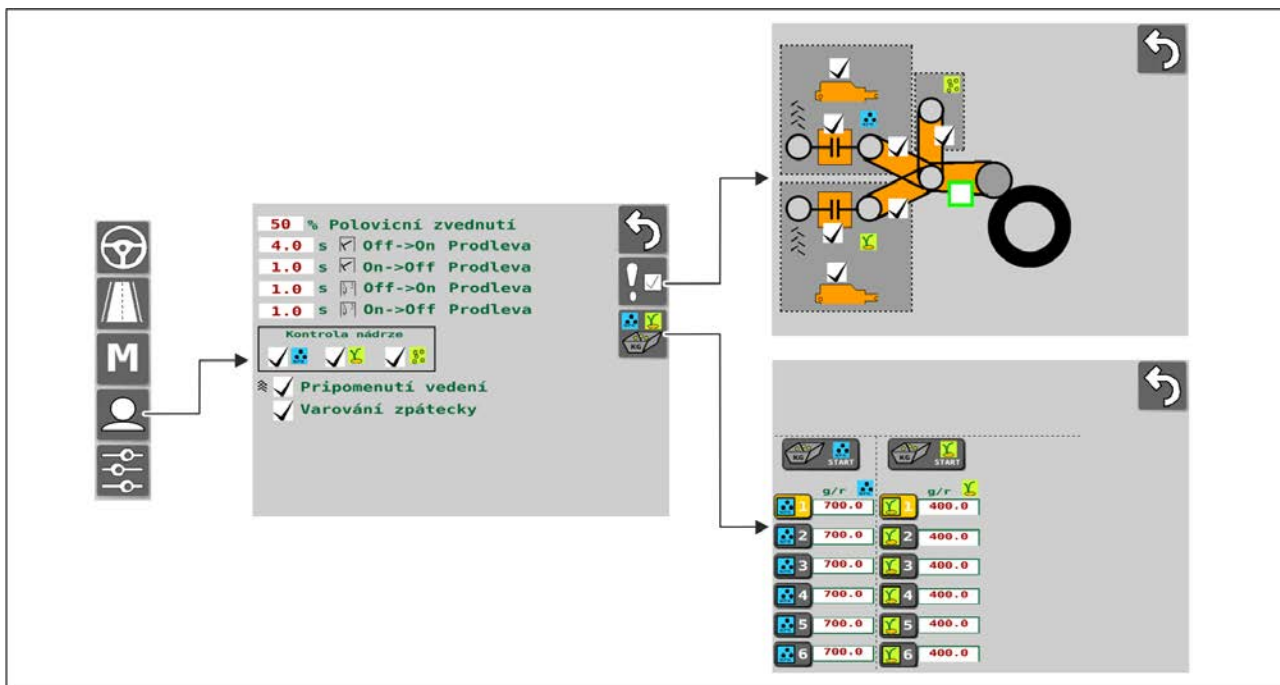 M
50 % Polovicní zvednutí
4.0 s Off->On Prodleva
1.0 s On->Off Prodleva
1.0 s Off->On Prodleva
1.0 s On->Off Prodleva
Kontrola nádrze
Pripomenutí vedení
Varování zpátecky
KG
KG START KG START
g/r g/r
1 700.0 1 400.0
2 700.0 2 400.0
3 700.0 3 400.0
4 700.0 4 400.0
5 700.0 5 400.0
6 700.0 6 400.0